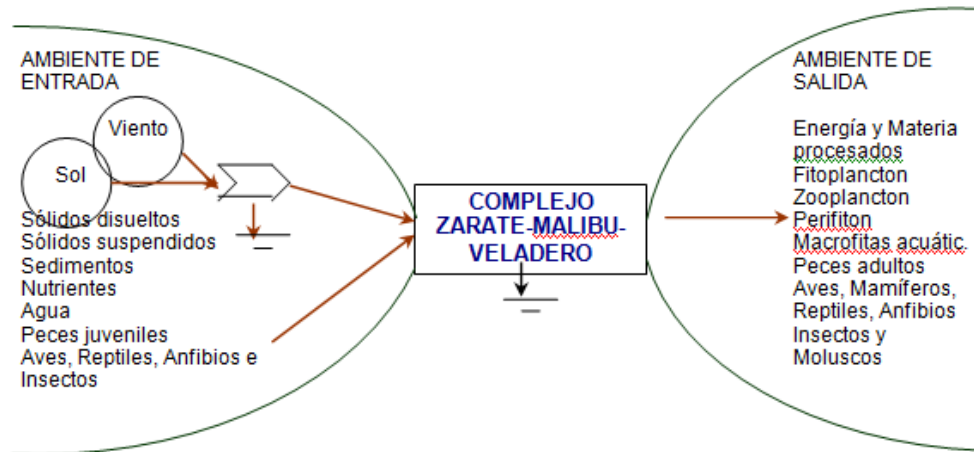 AMBIENTE DE
ENTRADA
Viento
Sol
Sólidos disueltos
Sólidos suspendidos
Sedimentos
Nutrientes
Agua
Peces juveniles
Aves, Reptiles, Anfibios e
Insectos
COMPLEJO
ZARATE-MALIBU-
VELADERO
AMBIENTE DE
SALIDA
Energía y Materia
procesados
Fitoplancton
Zooplancton
Perifiton
Macrofitas acuátic.
Peces adultos
Aves, Mamíferos,
Reptiles, Anfibios
Insectos y
Moluscos